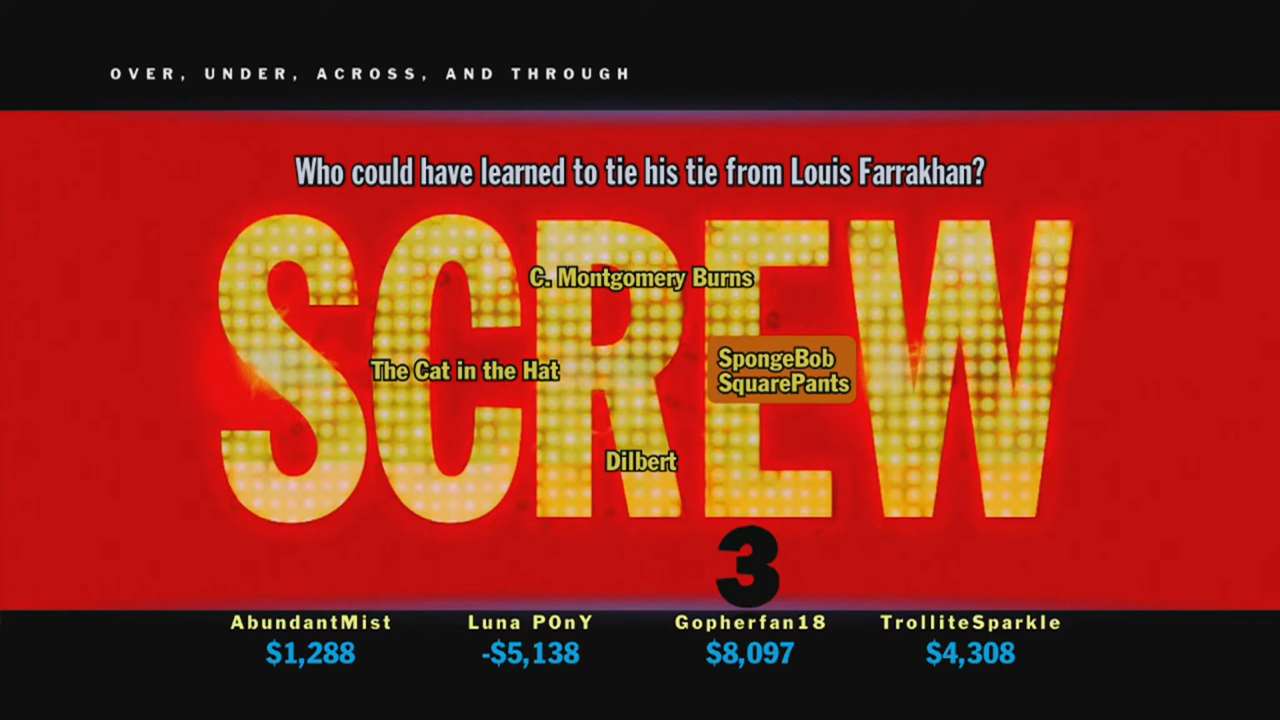 OVER, UNDER, ACROSS, AND THROUGH
Who could have learned to tie his tie from Louis Farrakhan?
SCREW
C. Montgomery Burns
The Cat in the Hat
SpongeBob
SquarePants
Dilbert
3
AbundantMist Luna P0nY Gopherfan18 TrolliteSparkle
$1,288 -$5,138 $8,097 $4,308